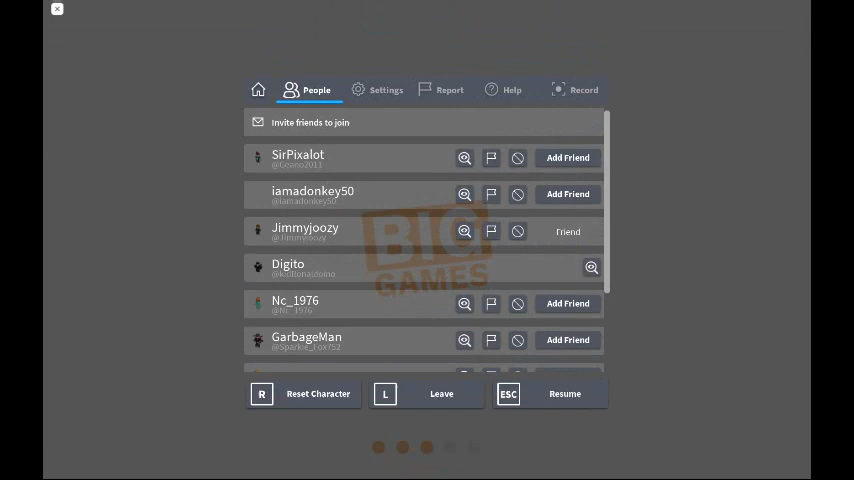 People Settings Report Help Record
Invite friends to join
SirPixalot
Add Friend
iamadonkey50
@iamadonkey50
Add Friend
Jimmyjoozy
@Jimmyjoozy
Friend
BIG
GAMES
Digito
Nc_1976
@Nc_1976
Add Friend
GarbageMan
@Sparkle_Fox752
Add Friend
R Reset Character L Leave ESC Resume